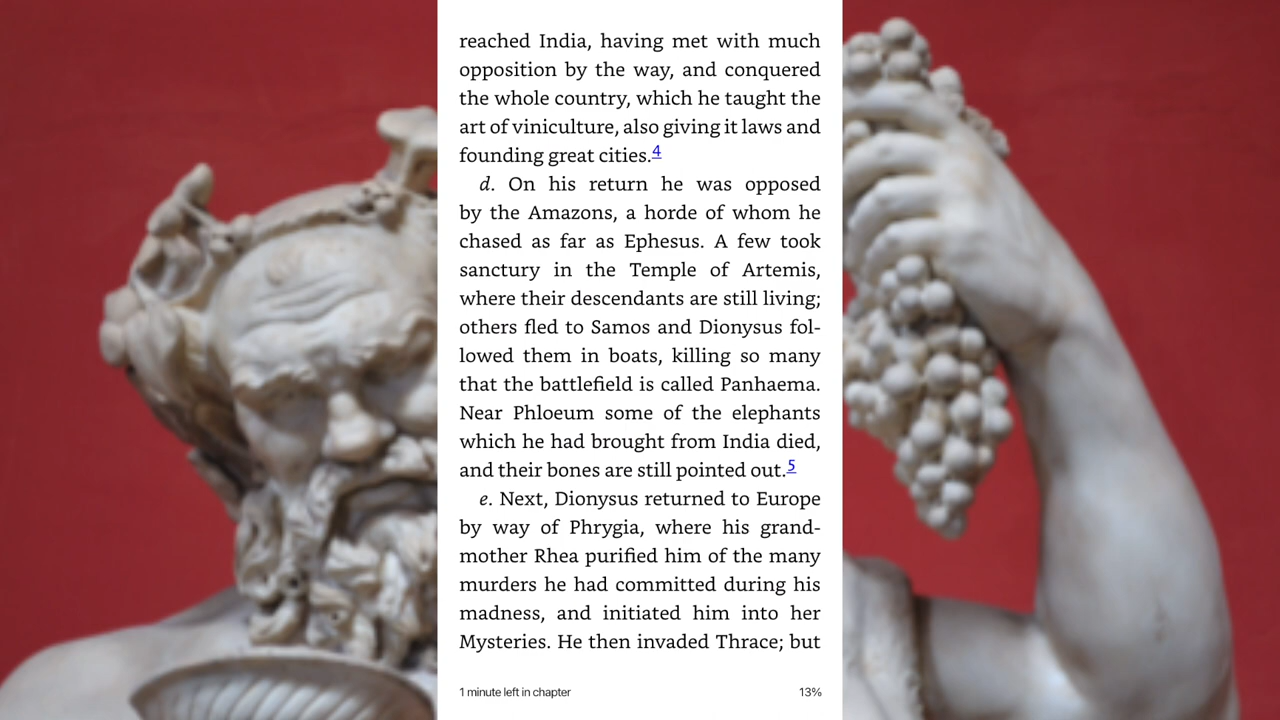 reached India, having met with much
opposition by the way, and conquered
the whole country, which he taught the
art of viniculture, also giving it laws and
founding great cities.4
d. On his return he was opposed
by the Amazons, a horde of whom he
chased as far as Ephesus. A few took
sanctury in the Temple of Artemis,
where their descendants are still living;
others fled to Samos and Dionysus fol-
lowed them in boats, killing so many
that the battlefield is called Panhaema.
Near Phloeum some of the elephants
which he had brought from India died,
and their bones are still pointed out.5
e. Next, Dionysus returned to Europe
by way of Phrygia, where his grand-
mother Rhea purified him of the many
murders he had committed during his
madness, and initiated him into her
Mysteries. He then invaded Thrace; but
1 minute left in chapter 13%